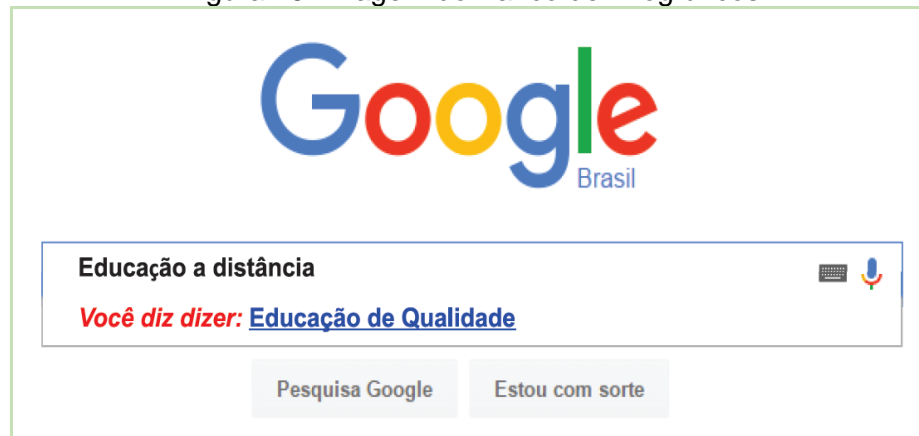 Google
Brasil
Educação a distância
Você diz dizer: Educação de Qualidade
Pesquisa Google Estou com sorte